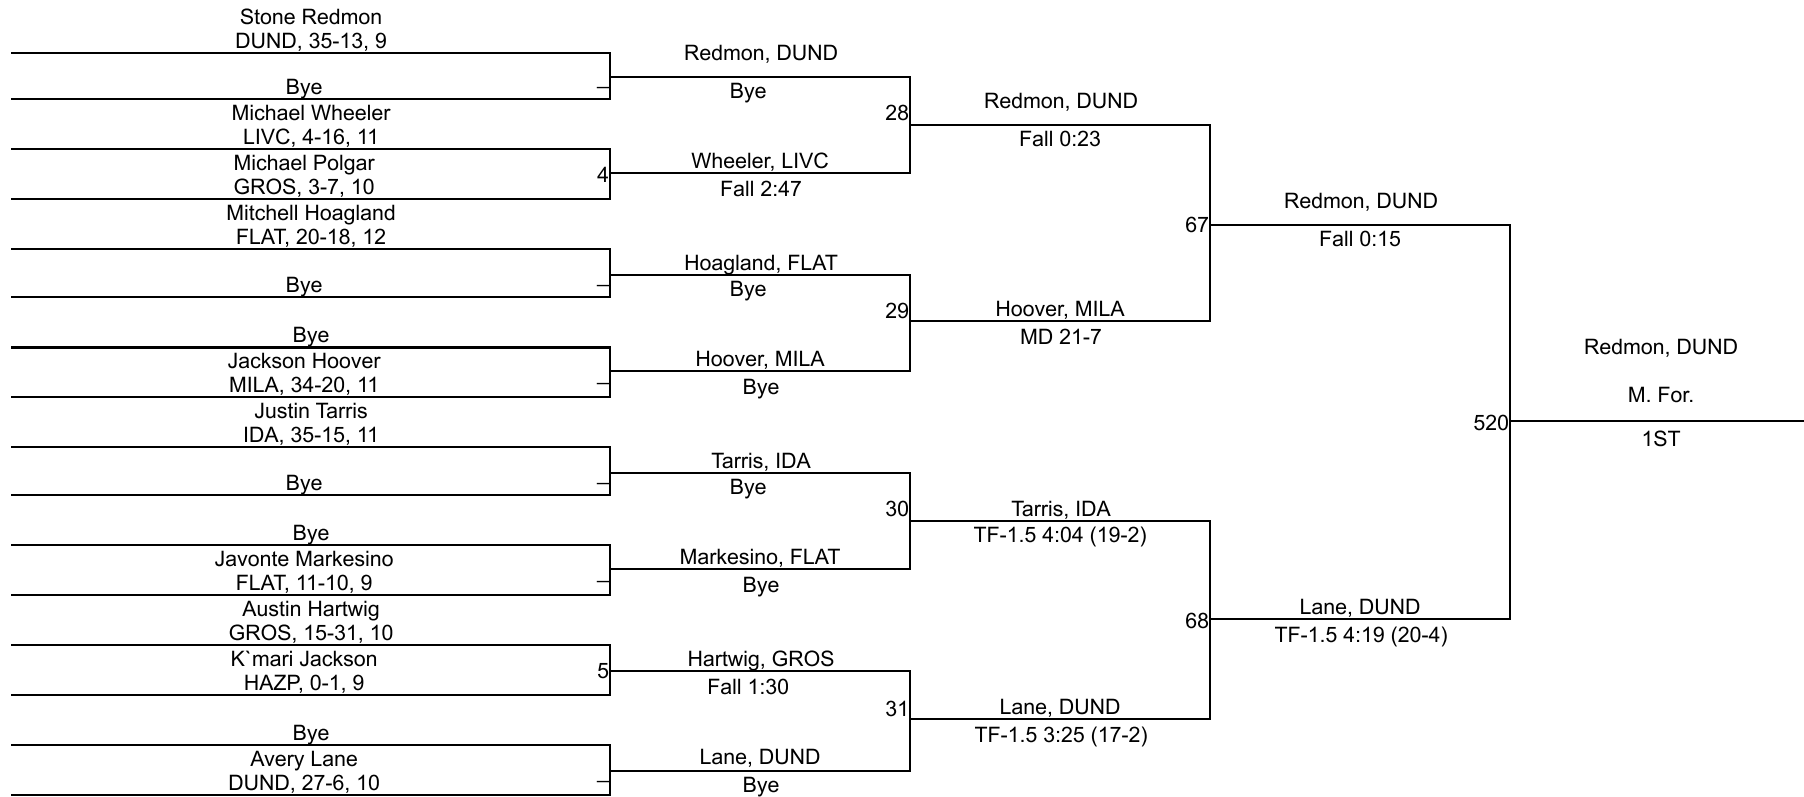 Stone Redmon
DUND, 35-13, 9
Bye
Michael Wheeler
LIVC, 4-16, 11
Michael Polgar
GROS, 3-7, 10
4
Mitchell Hoagland
FLAT, 20-18, 12
Bye
Bye
Jackson Hoover
MILA, 34-20, 11
Justin Tarris
IDA, 35-15, 11
Bye
Bye
Javonte Markesino
FLAT, 11-10, 9
Austin Hartwig
GROS, 15-31, 10
K`mari Jackson
HAZP, 0-1, 9
5
Bye
Avery Lane
DUND, 27-6, 10
Redmon, DUND
Bye
28
Wheeler, LIVC
Fall 2:47
Hoagland, FLAT
Bye
29
Hoover, MILA
Bye
Tarris, IDA
Bye
30
Markesino, FLAT
Bye
Hartwig, GROS
Fall 1:30
31
Lane, DUND
Bye
Redmon, DUND
Fall 0:23
67
Hoover, MILA
MD 21-7
Tarris, IDA
TF-1.5 4:04 (19-2)
68
Lane, DUND
TF-1.5 3:25 (17-2)
Redmon, DUND
Fall 0:15
520
Lane, DUND
TF-1.5 4:19 (20-4)
Redmon, DUND
M. For.
1ST